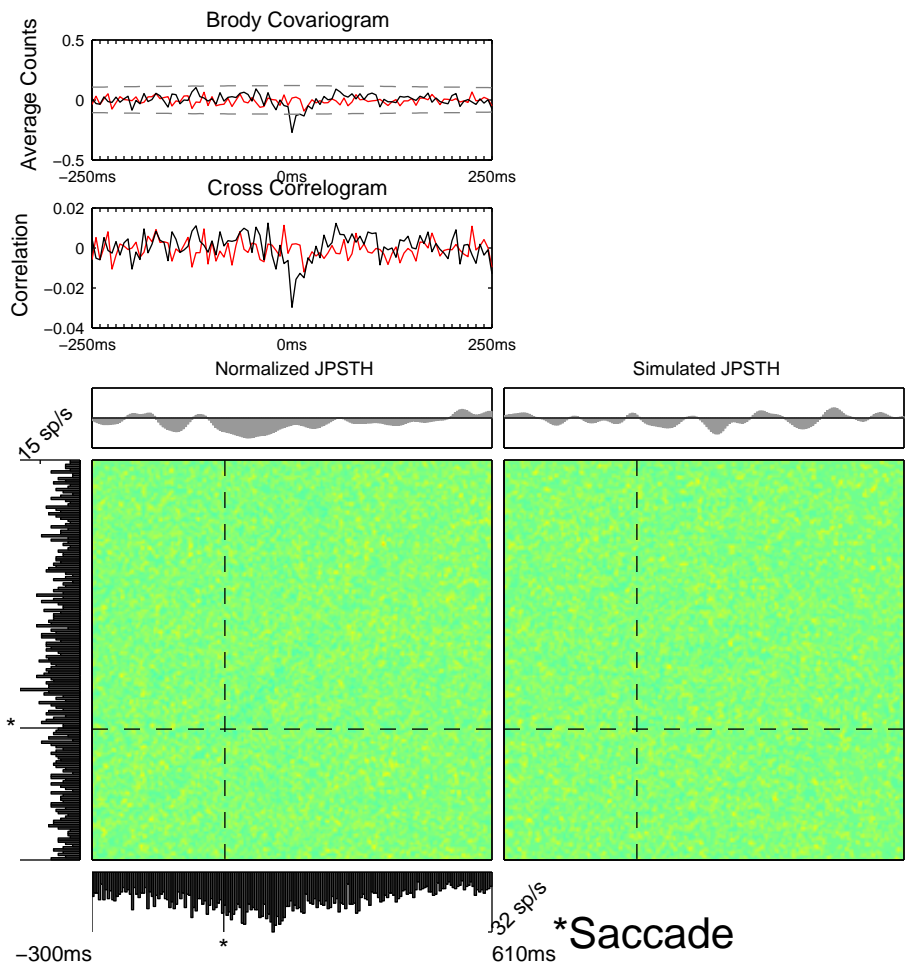 Brody Covariogram
0.5
Average Counts
0
−0.5
−250ms 0ms 250ms
Cross Correlogram
0.02
Correlation
0
−0.02
−0.04
−250ms 0ms 250ms
Normalized JPSTH Simulated JPSTH
15 sp/s
*
32 sp/s
*
*Saccade
−300ms 610ms